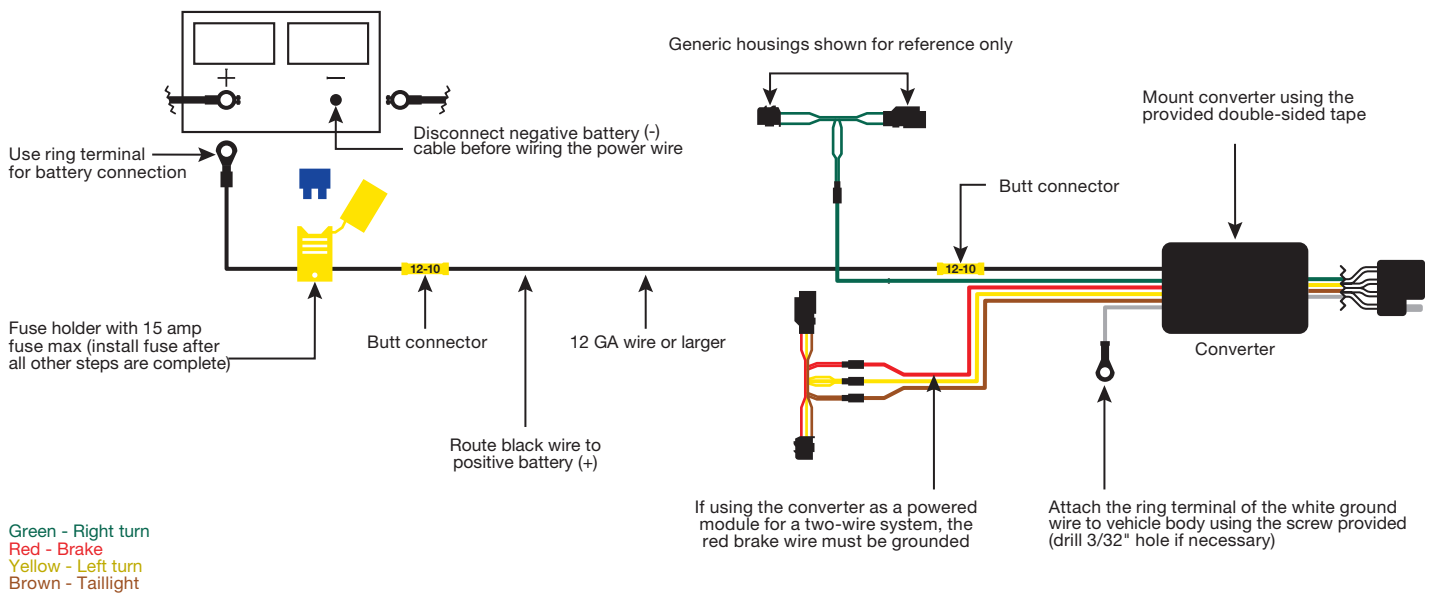 Generic housings shown for reference only
+
−
Mount converter using the
provided double-sided tape
Disconnect negative battery (-)
cable before wiring the power wire
Use ring terminal
for battery connection
Butt connector
12-10
12-10
Fuse holder with 15 amp
fuse max (install fuse after
all other steps are complete)
Butt connector
12 GA wire or larger
Converter
Route black wire to
positive battery (+)
If using the converter as a powered
module for a two-wire system, the
red brake wire must be grounded
Attach the ring terminal of the white ground
wire to vehicle body using the screw provided
(drill 3/32" hole if necessary)
Green - Right turn
Red - Brake
Yellow - Left turn
Brown - Taillight